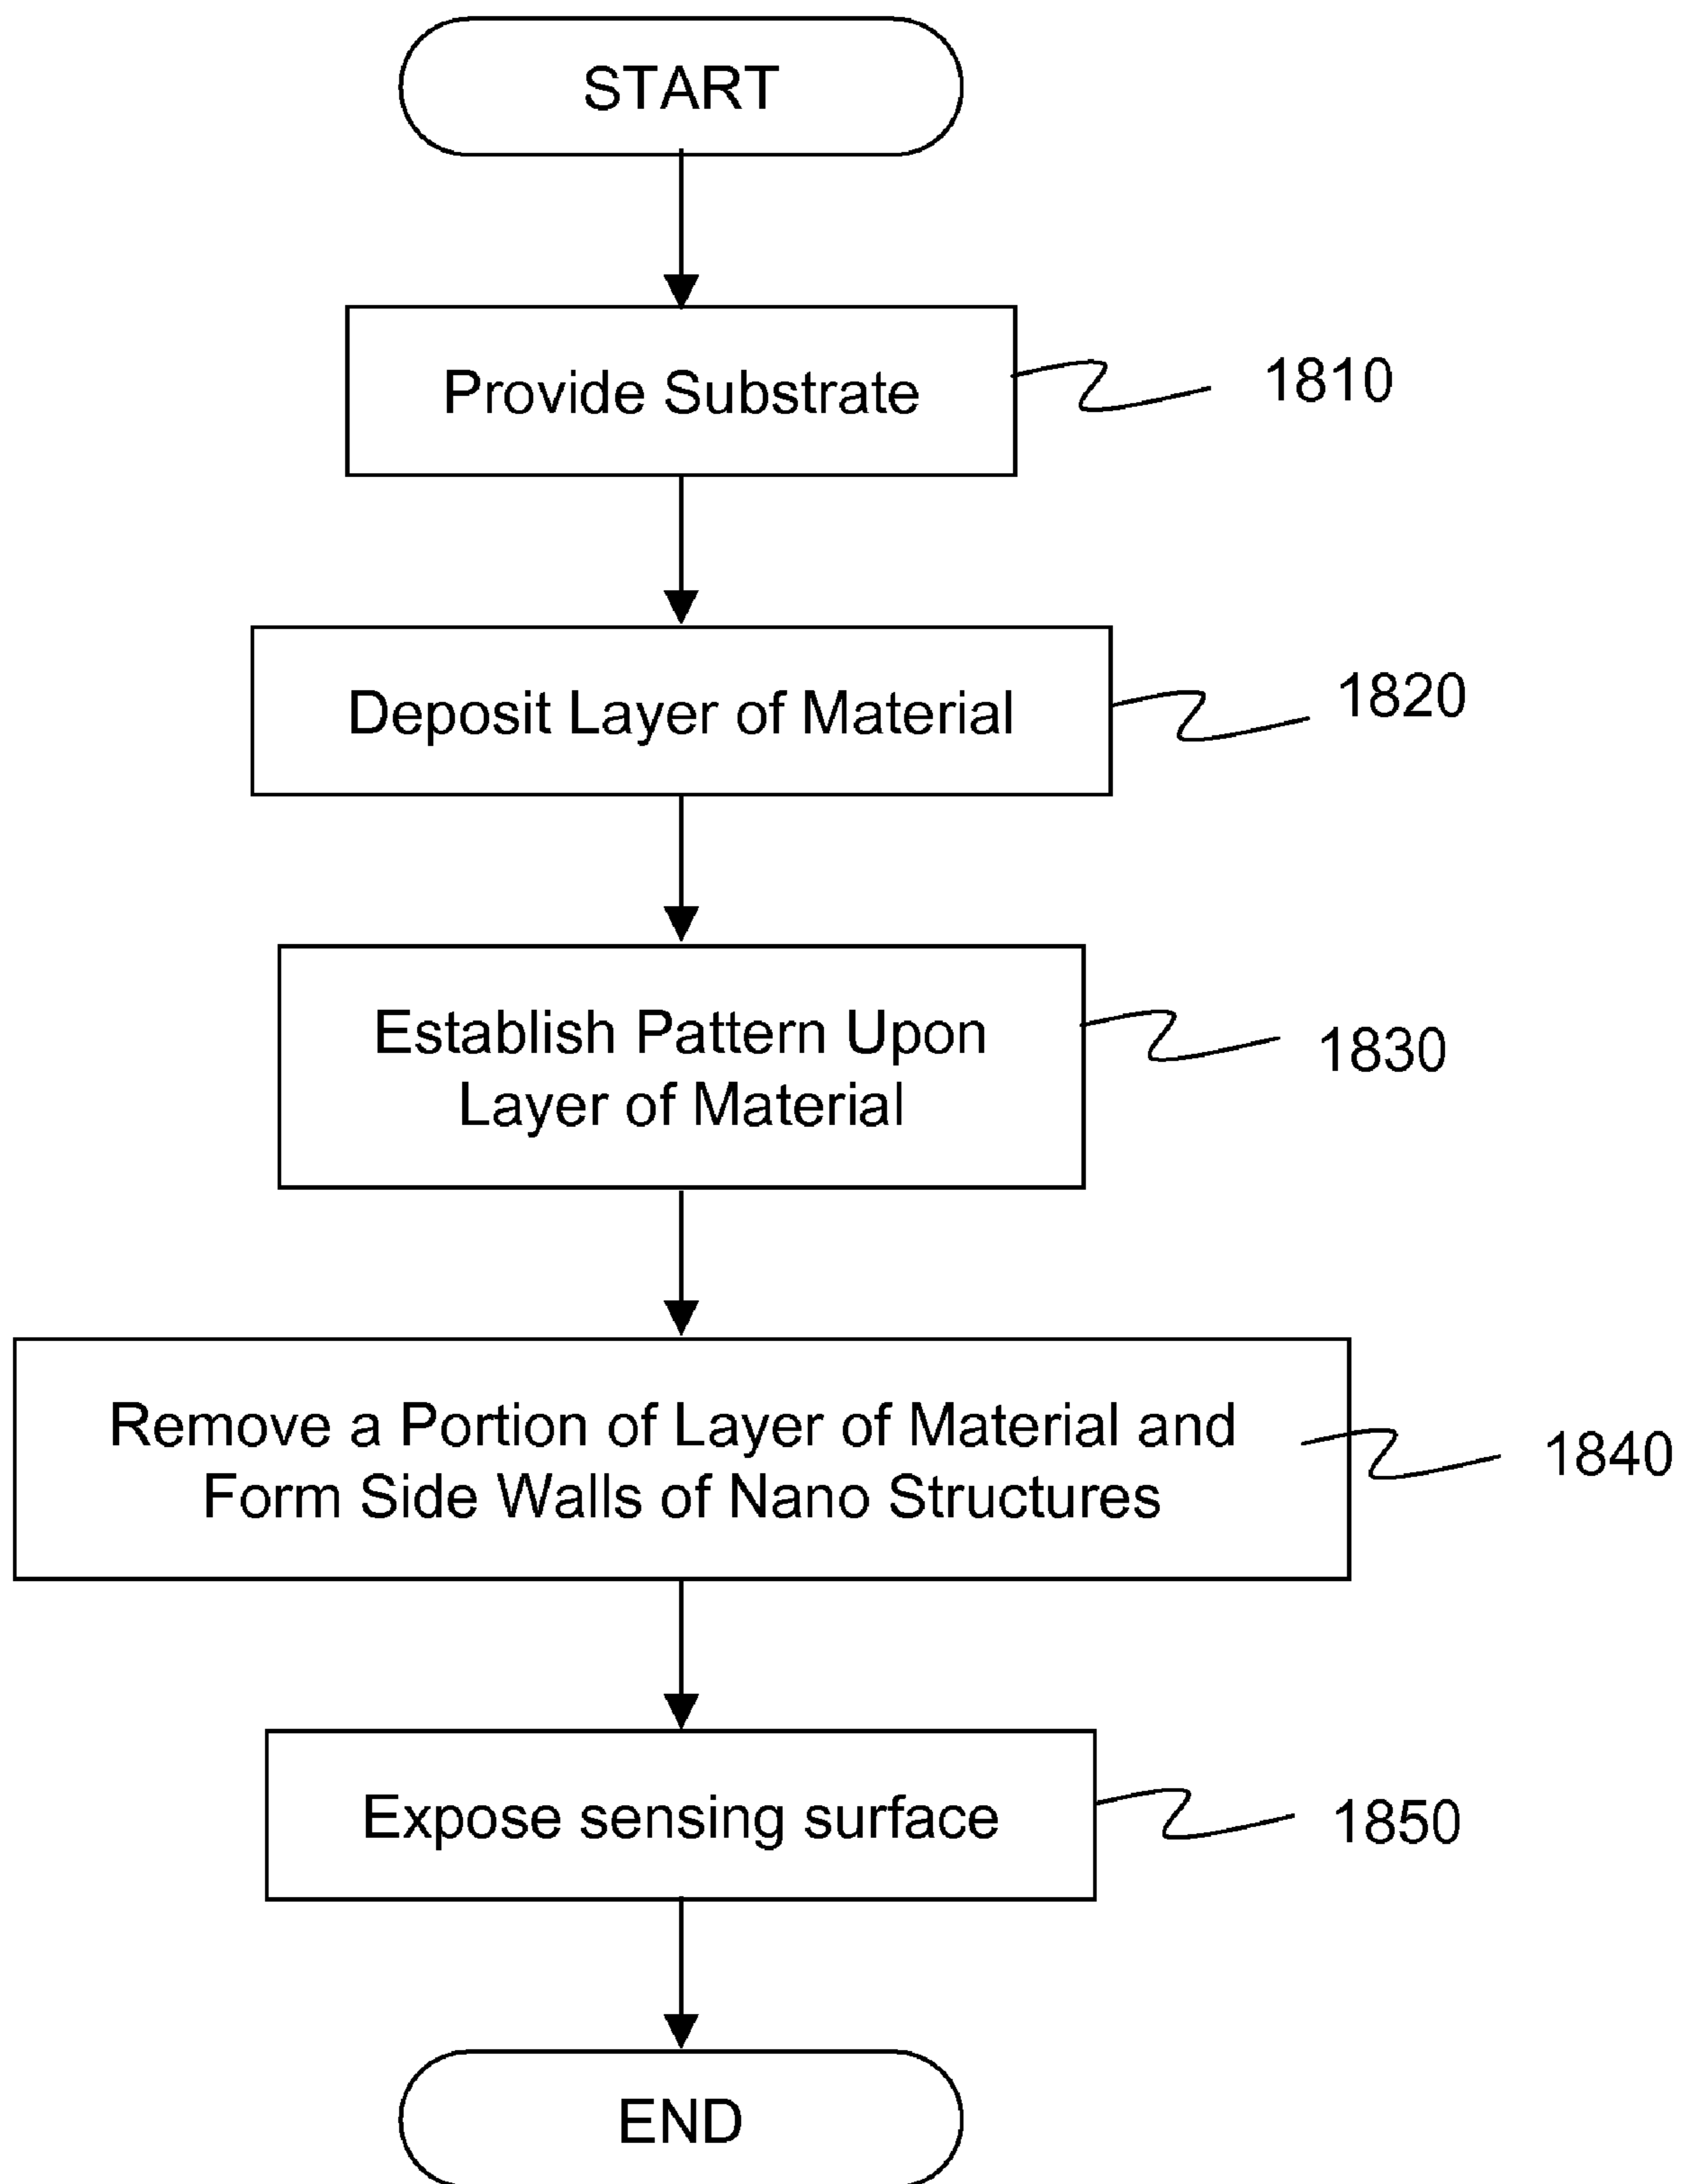 START
Provide Substrate
1810
Deposit Layer of Material
1820
Establish Pattern Upon
Layer of Material
1830
Remove a Portion of Layer of Material and
Form Side Walls of Nano Structures
1840
Expose sensing surface
1850
END